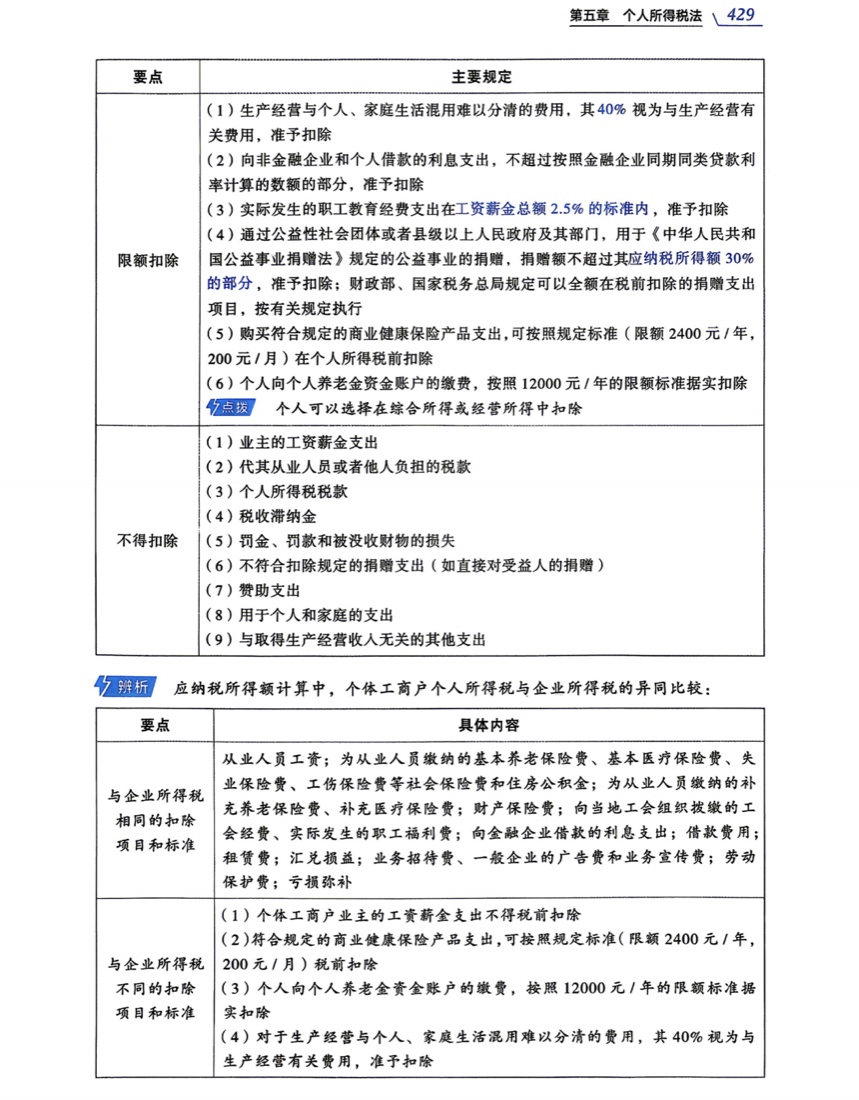 第五章 个人所得税法 429
要点 主要规定
(1)生产经营与个人、家庭生活混用难以分清的费用,其40% 视为与生产经营有
关费用,准予扣除
(2)向非金融企业和个人借款的利息支出,不超过按照金融企业同期同类贷款利
率计算的数额的部分,准予扣除
(3)实际发生的职工教育经费支出在工资薪金总额 2.5% 的标准内,准予扣除
(4)通过公益性社会团体或者县级以上人民政府及其部门,用于《中华人民共和
限额扣除 国公益事业捐赠法》规定的公益事业的捐赠,捐赠额不超过其应纳税所得额 30%
的部分,准予扣除;财政部、国家税务总局规定可以全额在税前扣除的捐赠支出
项目,按有关规定执行
(5)购买符合规定的商业健康保险产品支出,可按照规定标准(限额 2400 元 / 年,
200 元 / 月)在个人所得税前扣除
(6)个人向个人养老金资金账户的缴费,按照 12000 元 / 年的限额标准据实扣除
点拨 个人可以选择在综合所得或经营所得中扣除
(1)业主的工资薪金支出
(2)代其从业人员或者他人负担的税款
(3)个人所得税税款
(4)税收滞纳金
不得扣除 (5)罚金、罚款和被没收财物的损失
(6)不符合扣除规定的捐赠支出(如直接对受益人的捐赠)
(7)赞助支出
(8)用于个人和家庭的支出
(9)与取得生产经营收入无关的其他支出
辨析 应纳税所得额计算中,个体工商户个人所得税与企业所得税的异同比较:
要点 具体内容
从业人员工资;为从业人员缴纳的基本养老保险费、基本医疗保险费、失
业保险费、工伤保险费等社会保险费和住房公积金;为从业人员缴纳的补
与企业所得税
相同的扣除
项目和标准
充养老保险费、补充医疗保险费;财产保险费;向当地工会组织拨缴的工
会经费、实际发生的职工福利费;向金融企业借款的利息支出;借款费用;
租赁费;汇兑损益;业务招待费、一般企业的广告费和业务宣传费;劳动
保护费;亏损弥补
(1)个体工商户业主的工资薪金支出不得税前扣除
(2)符合规定的商业健康保险产品支出,可按照规定标准(限额 2400 元 / 年,
与企业所得税
不同的扣除
项目和标准
200 元 / 月)税前扣除
(3)个人向个人养老金资金账户的缴费,按照 12000 元 / 年的限额标准据
实扣除
(4)对于生产经营与个人、家庭生活混用难以分清的费用,其 40% 视为与
生产经营有关费用,准予扣除